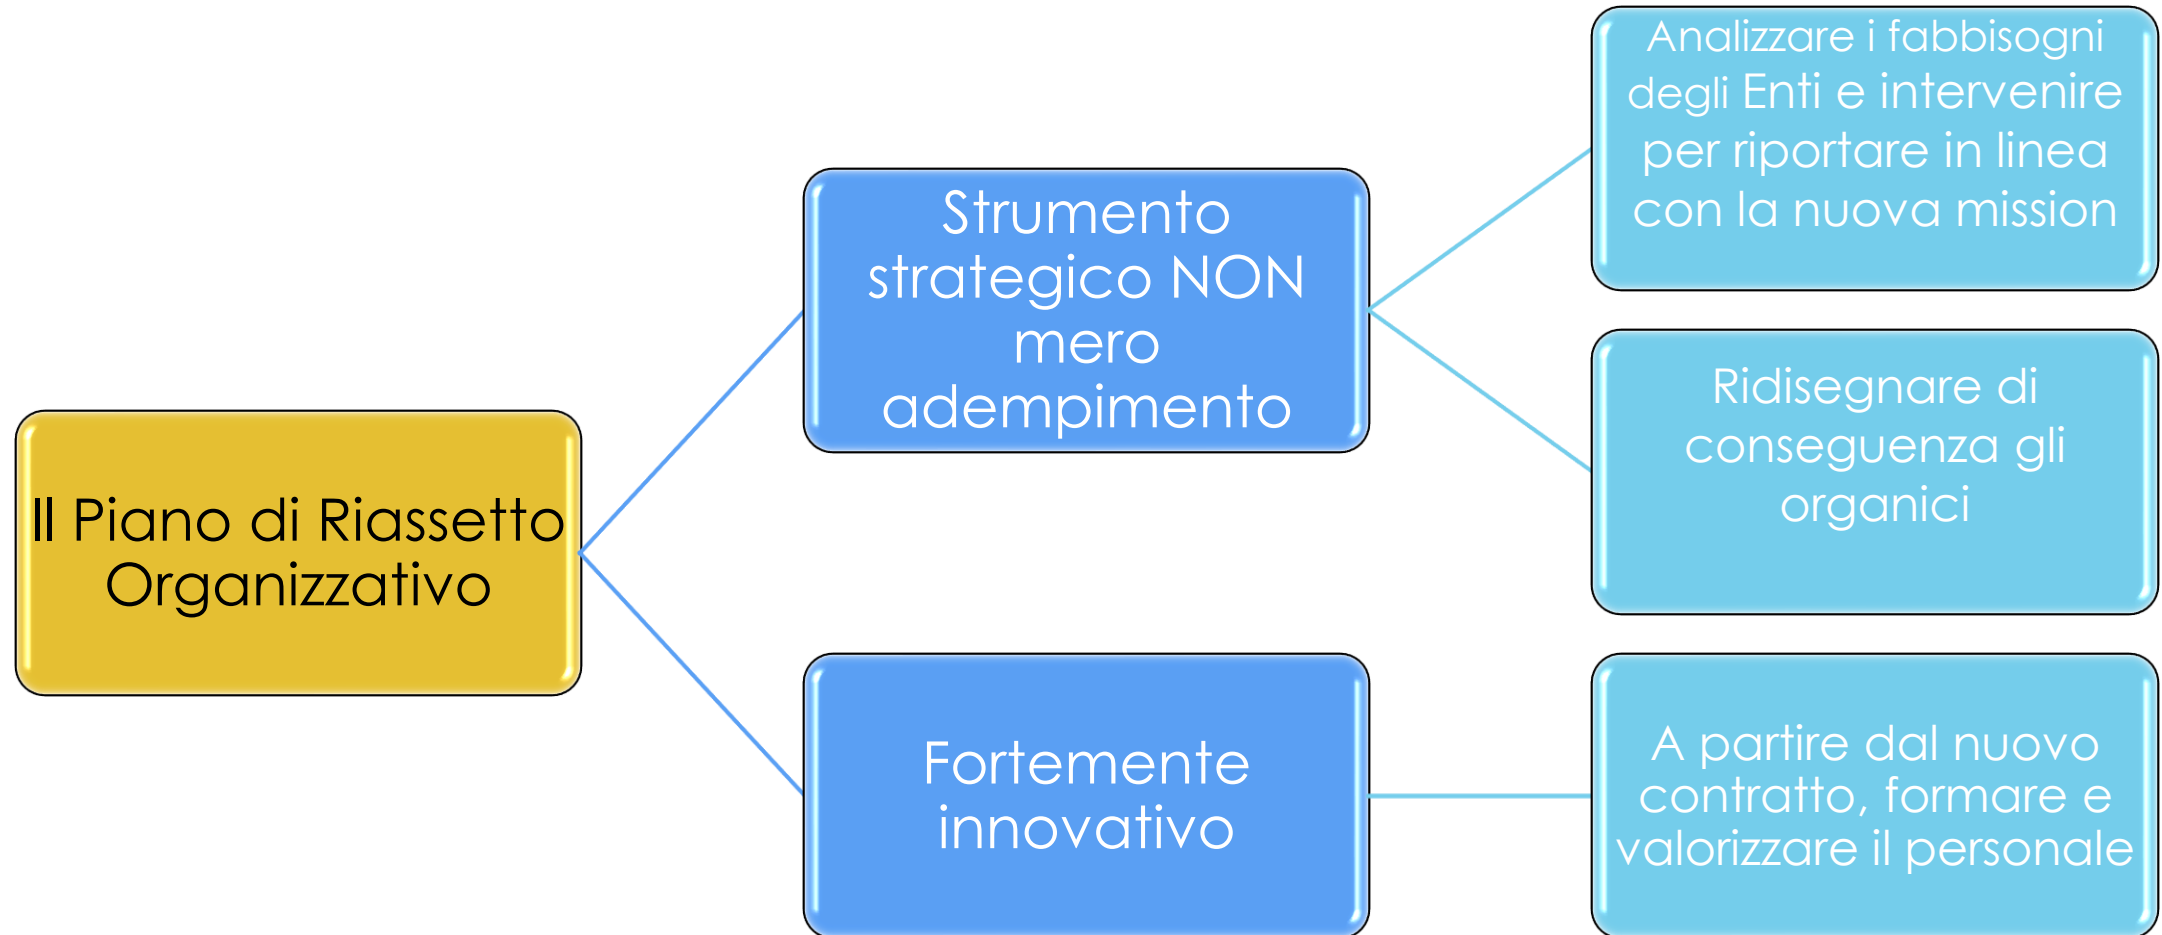 Il Piano di Riassetto
Organizzativo
Strumento
strategico NON
mero
adempimento
Fortemente
innovativo
Analizzare i fabbisogni
degli Enti e intervenire
per riportare in linea
con la nuova mission
Ridisegnare di
conseguenza gli
organici
A partire dal nuovo
contratto, formare e
valorizzare il personale